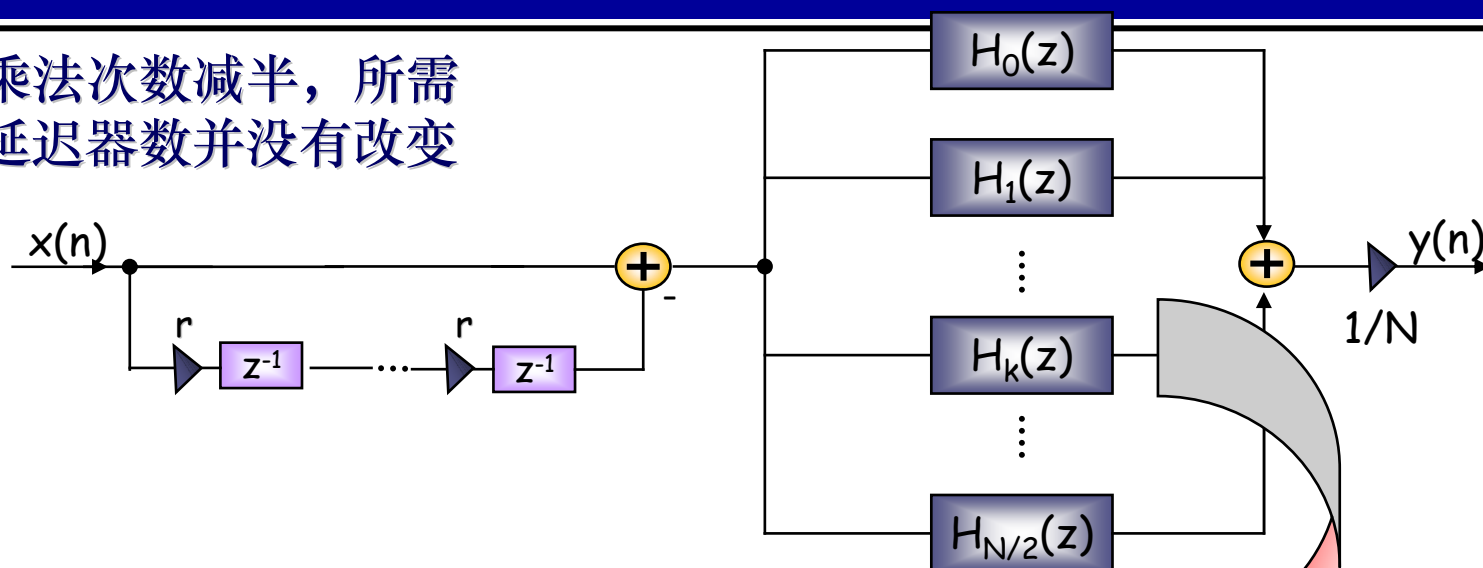 乘法次数减半，所需
延迟器数并没有改变
H₀(z)
H₁(z)
⋮
x(n)
+
-
+
y(n)
1/N
r
z⁻¹
...
r
z⁻¹
Hₖ(z)
⋮
H_{N/2}(z)